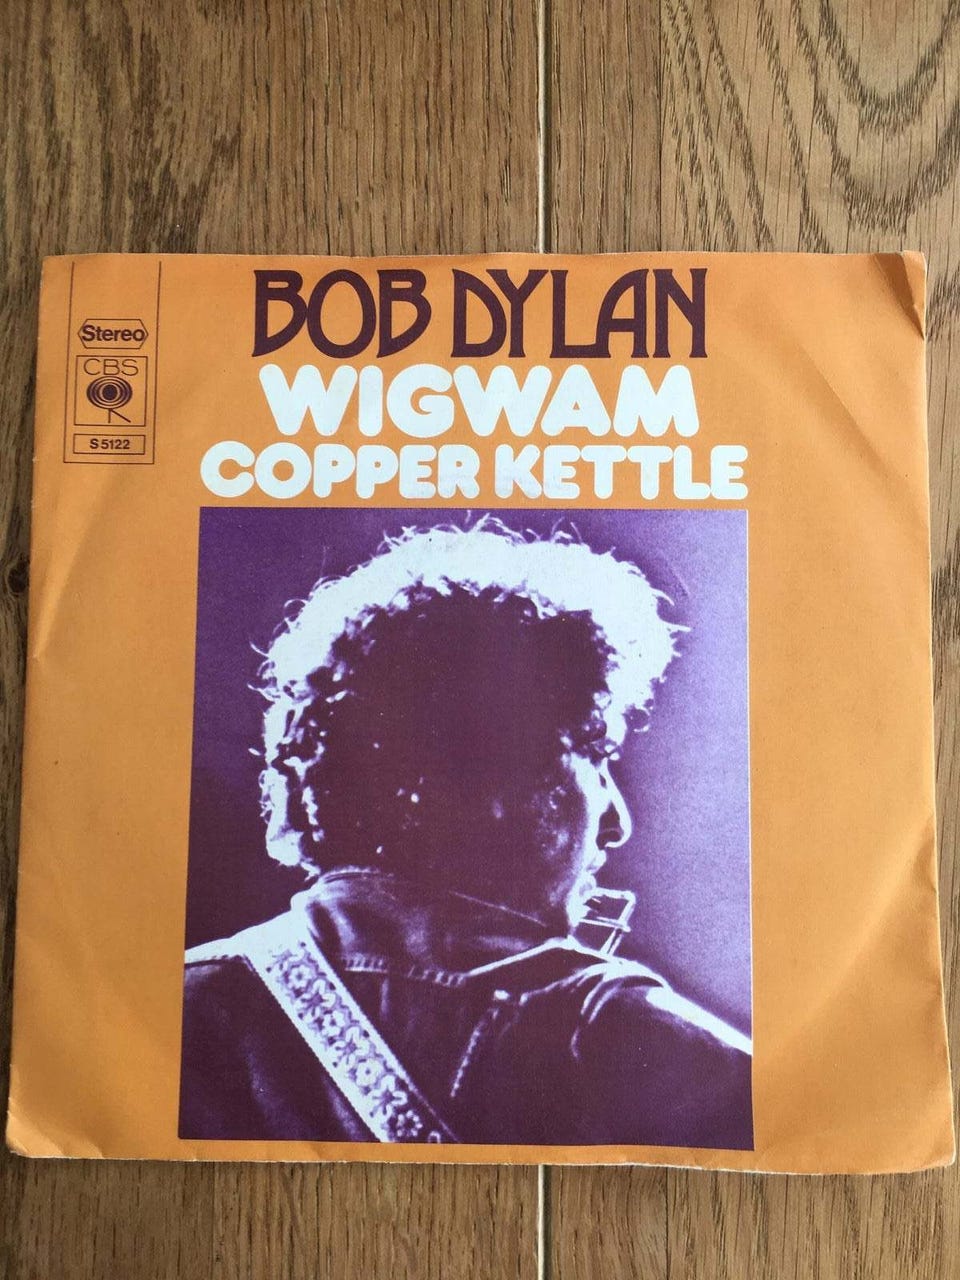 BOB DYLAN
WIGWAM
COPPER KETTLE
Stereo
CBS
S 5122